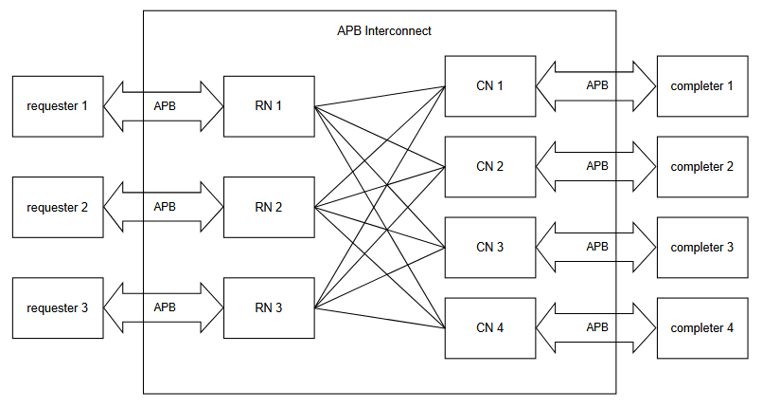 APB Interconnect
requester 1
APB
RN 1
CN 1
APB
completer 1
requester 2
APB
RN 2
CN 2
APB
completer 2
requester 3
APB
RN 3
CN 3
APB
completer 3
CN 4
APB
completer 4